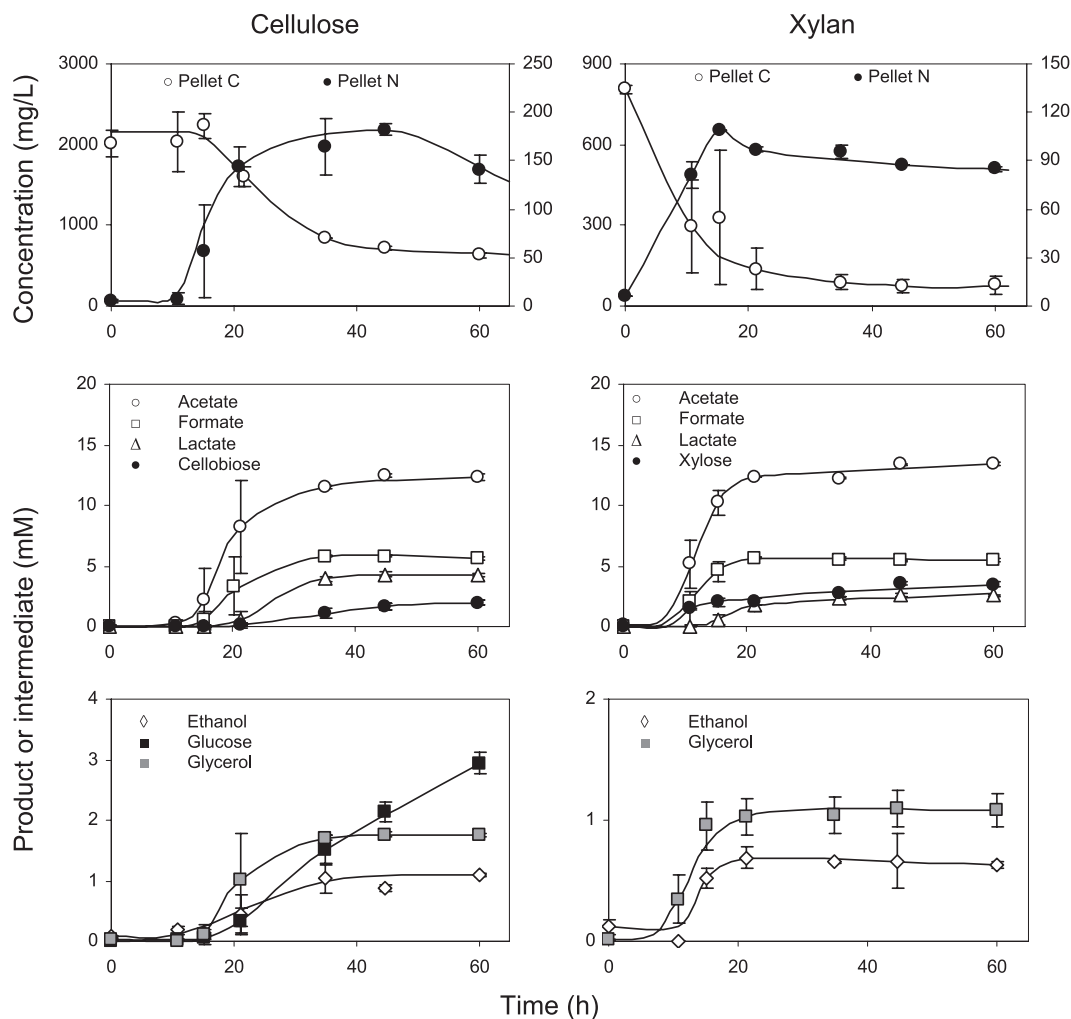 Cellulose
Xylan
Concentration (mg/L)
3000
2000
1000
0
Pellet C
Pellet N
250
200
150
100
50
0
0
20
40
60
900
600
300
0
Pellet C
Pellet N
150
120
90
60
30
0
0
20
40
60
Product or intermediate (mM)
20
15
10
5
0
Acetate
Formate
Lactate
Cellobiose
0
20
40
60
20
15
10
5
0
Acetate
Formate
Lactate
Xylose
0
20
40
60
4
3
2
1
0
Ethanol
Glucose
Glycerol
0
20
40
60
2
1
0
Ethanol
Glycerol
0
20
40
60
Time (h)